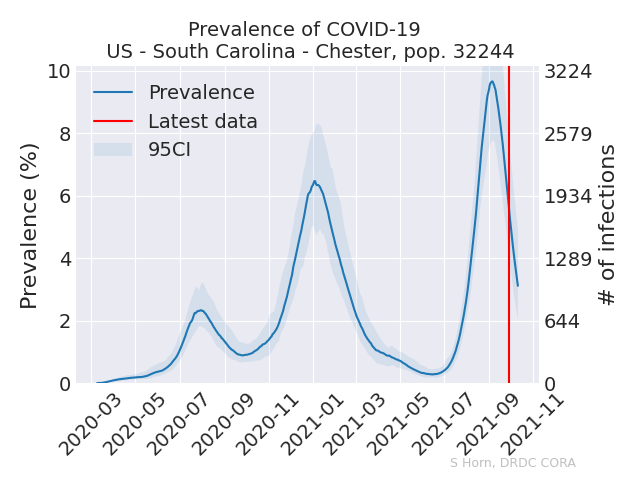 Prevalence of COVID-19
US - South Carolina - Chester, pop. 32244
Prevalence (%)
10
8
6
4
2
0
Prevalence
Latest data
95CI
3224
2579
1934
1289
644
0
# of infections
2020-03
2020-05
2020-07
2020-09
2020-11
2021-01
2021-03
2021-05
2021-07
2021-09
2021-11
S Horn, DRDC CORA